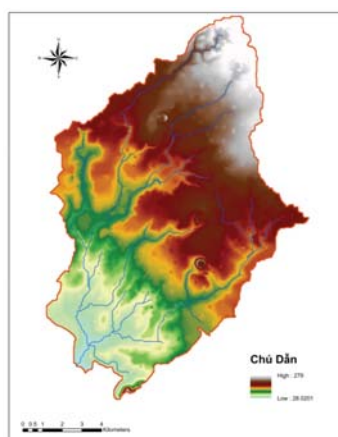 Chú Dẫn
High : 279
Low : 28.0201
0 0.5 1 2 3 4
Kilometers